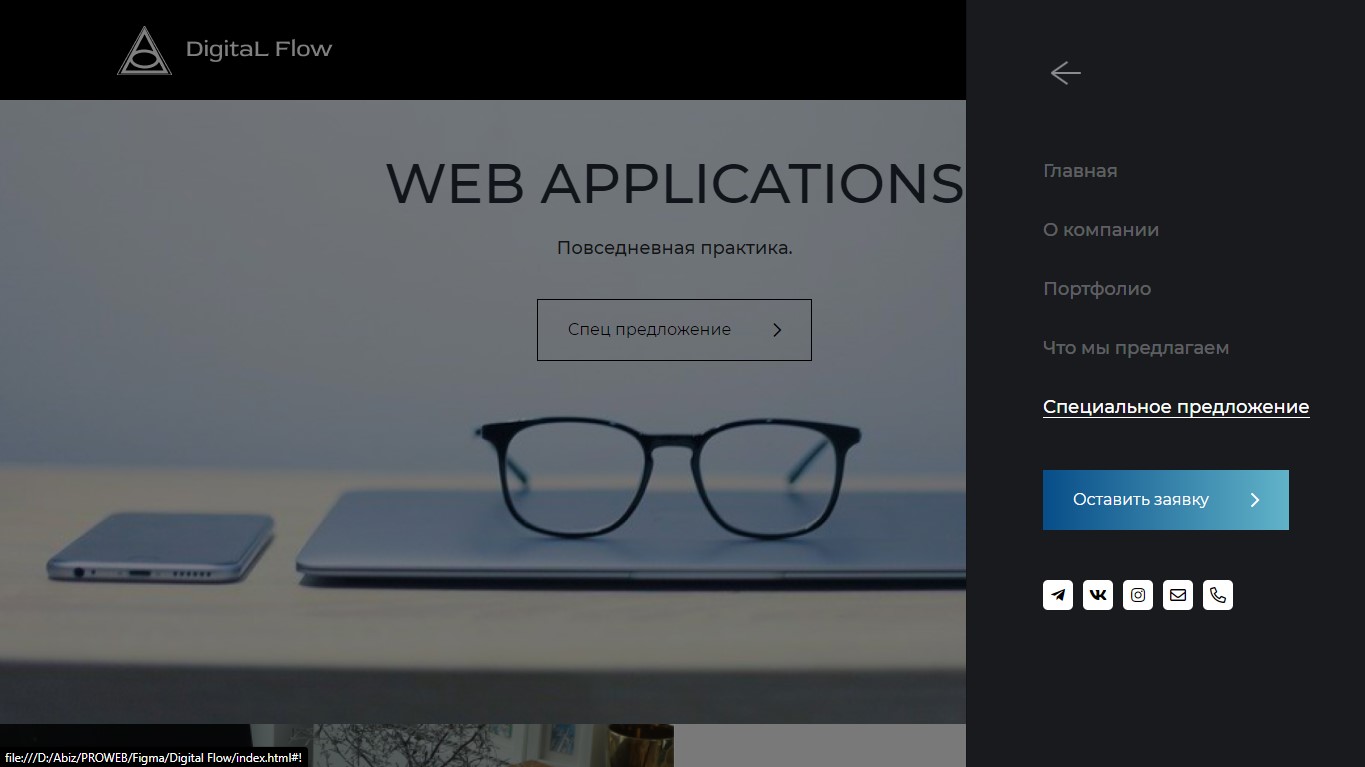 DigitaL Flow
WEB APPLICATIONS
Повседневная практика.
Спец предложение
Главная
О компании
Портфолио
Что мы предлагаем
Специальное предложение
Оставить заявку
file:///D:/Abiz/PROWEB/Figma/Digital Flow/index.html#!